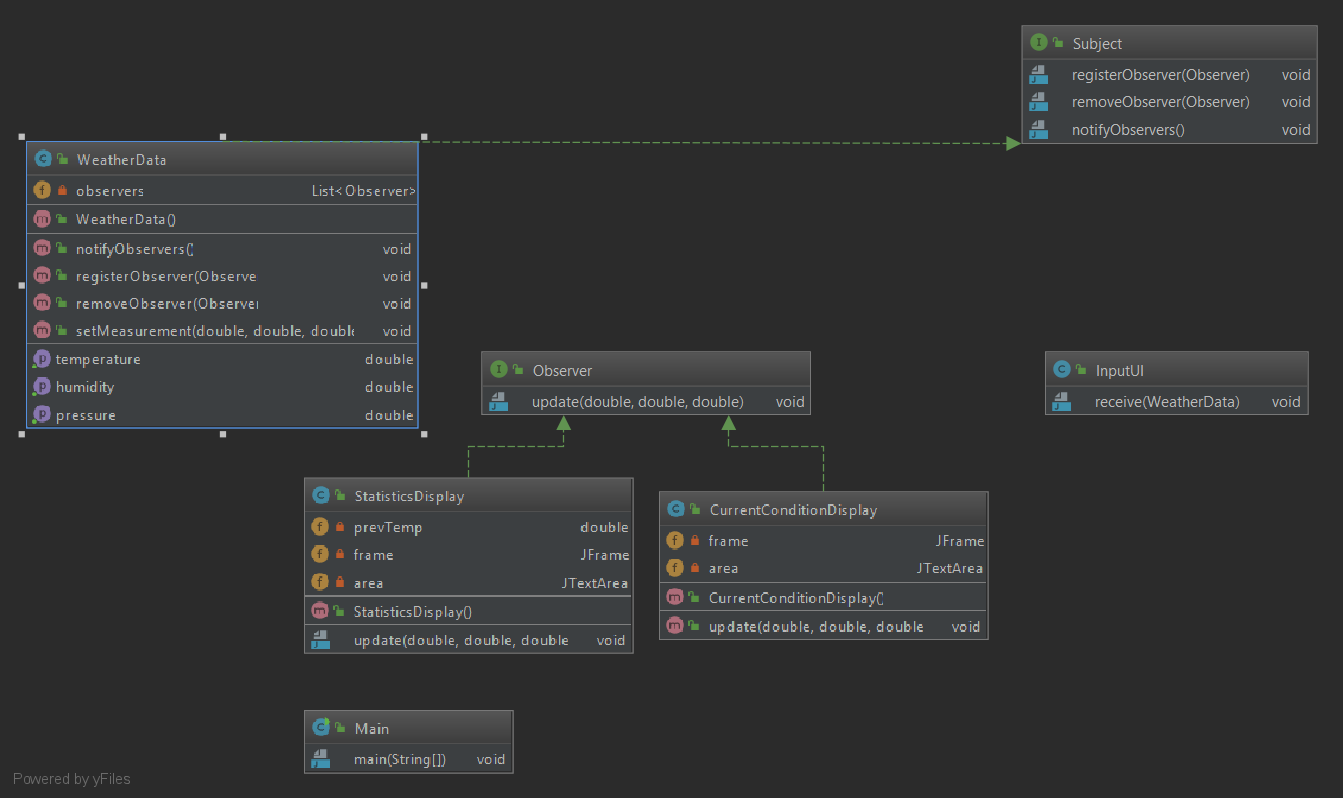 Subject
registerObserver(Observer) void
removeObserver(Observer) void
notifyObservers() void
WeatherData
observers List<Observer>
WeatherData()
notifyObservers()
void
registerObserver(Observe void
removeObserver(Observer void
setMeasurement(double, double, double void
temperature double
humidity double
pressure double
Observer
update(double, double, double) void
InputUI
receive(WeatherData) void
StatisticsDisplay
prevTemp double
frame JFrame
area JTextArea
StatisticsDisplay()
update(double, double, double void
CurrentConditionDisplay
frame JFrame
area JTextArea
CurrentConditionDisplay()
update(double, double, double void
Main
main(String[]) void
Powered by yFiles